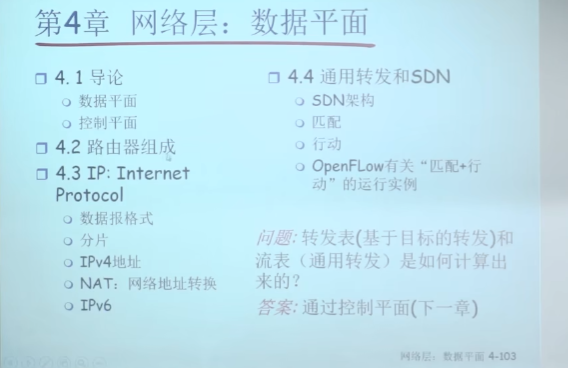 第4章 网络层：数据平面
4.1 导论
数据平面
控制平面
4.2 路由器组成
4.3 IP: Internet
Protocol
数据报格式
分片
IPv4地址
NAT：网络地址转换
IPv6
4.4 通用转发和SDN
SDN架构
匹配
行动
OpenFLow有关“匹配+行
动”的运行实例
问题: 转发表(基于目标的转发)和
流表（通用转发）是如何计算出
来的？
答案: 通过控制平面(下一章)
网络层：数据平面 4-103